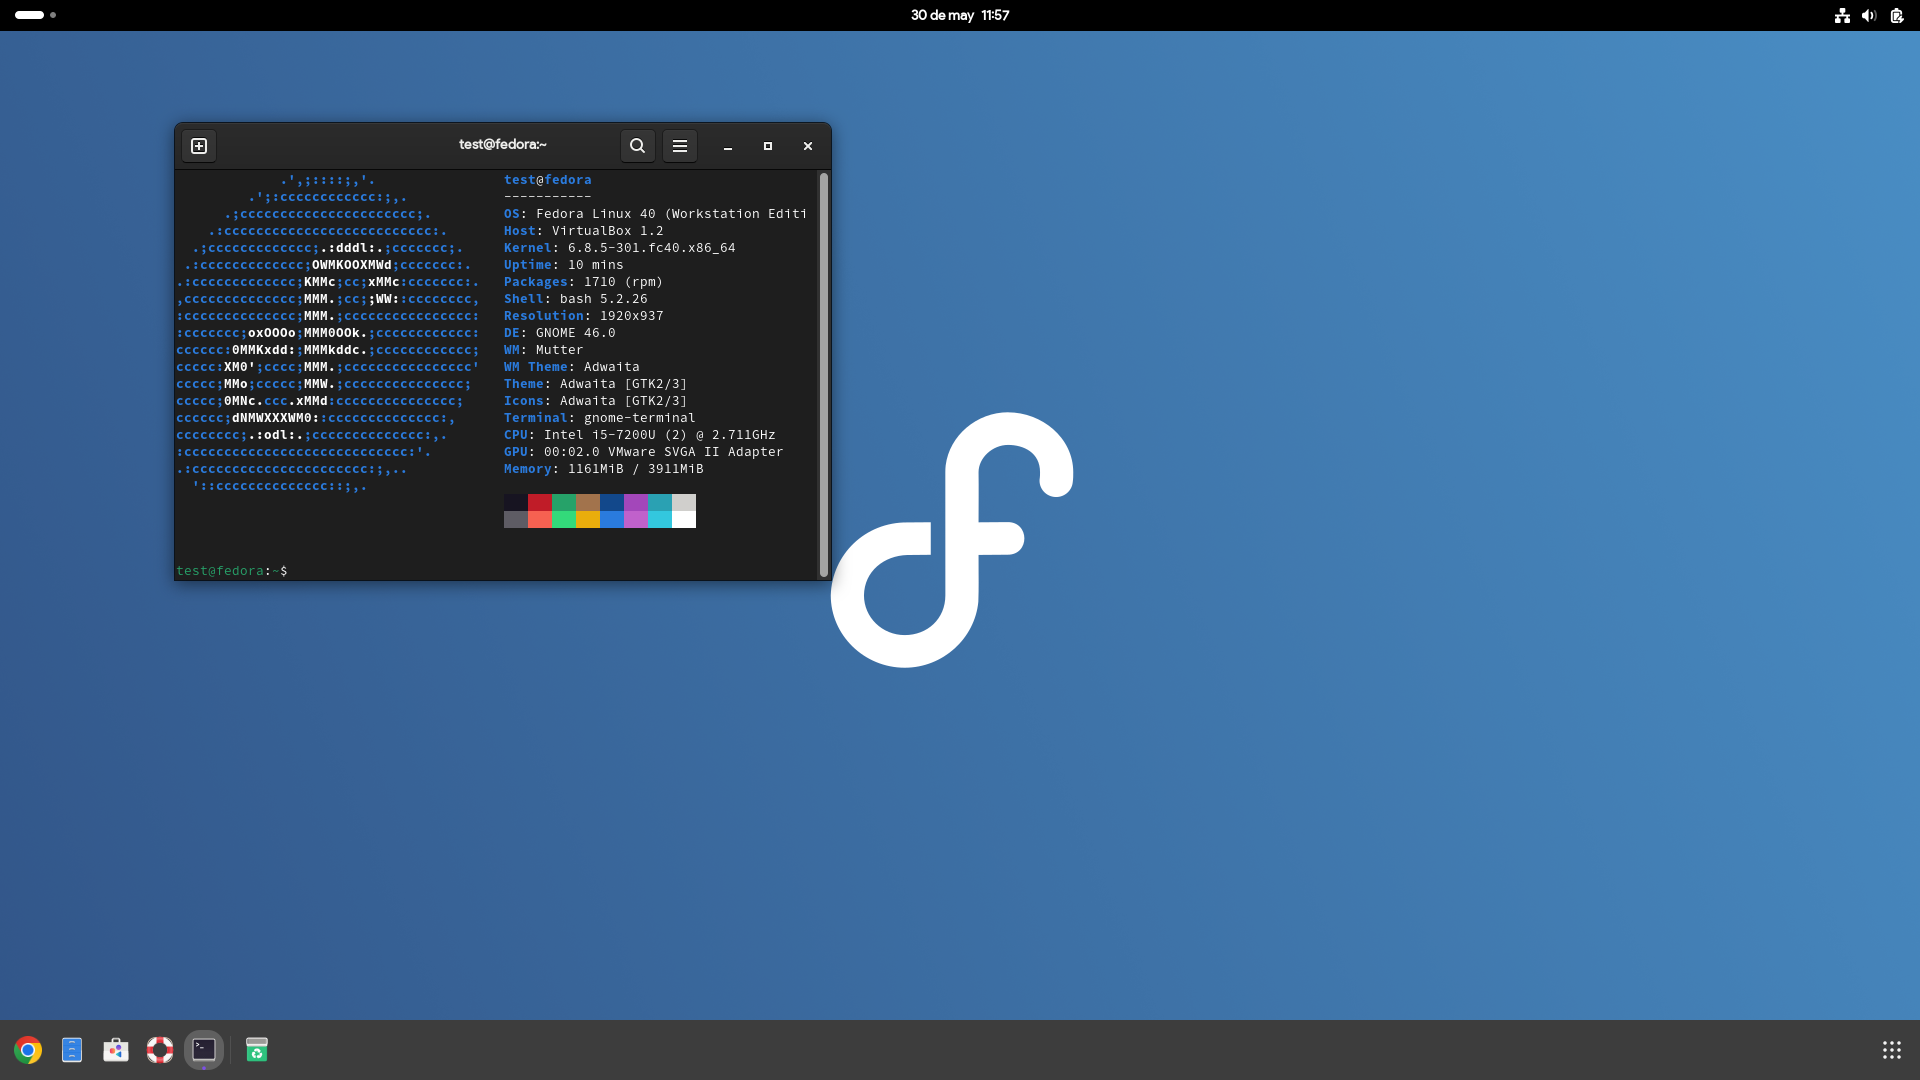 30 de may 11:57
test@fedora:~
             .',;::::;,'.                test@fedora
         .';:cccccccccccc:;,.            -----------
      .;cccccccccccccccccccccc;.         OS: Fedora Linux 40 (Workstation Editi
    .:cccccccccccccccccccccccccc:.       Host: VirtualBox 1.2
  .;ccccccccccccc;.:dddl:.;ccccccc;.     Kernel: 6.8.5-301.fc40.x86_64
 .:ccccccccccccc;OWMKOOXMWd;ccccccc:.    Uptime: 10 mins
.:ccccccccccccc;KMMc;cc;xMMc:ccccccc:.   Packages: 1710 (rpm)
,cccccccccccccc;MMM.;cc;;WW::cccccccc,   Shell: bash 5.2.26
:cccccccccccccc;MMM.;cccccccccccccccc:   Resolution: 1920x937
:ccccccc;oxOOOo;MMM0OOk.;cccccccccccc:   DE: GNOME 46.0
cccccc:0MMKxdd:;MMMkddc.;cccccccccccc;   WM: Mutter
ccccc:XM0';cccc;MMM.;cccccccccccccccc'   WM Theme: Adwaita
ccccc;MMo;ccccc;MMW.;ccccccccccccccc;    Theme: Adwaita [GTK2/3]
ccccc;0MNc.ccc.xMMd:ccccccccccccccc;     Icons: Adwaita [GTK2/3]
cccccc;dNMWXXXWM0::cccccccccccccc:,      Terminal: gnome-terminal
cccccccc;.:odl:.;cccccccccccccc:,.       CPU: Intel i5-7200U (2) @ 2.711GHz
:cccccccccccccccccccccccccccc:'.         GPU: 00:02.0 VMware SVGA II Adapter
.:cccccccccccccccccccccc:;,..            Memory: 1161MiB / 3911MiB
  '::cccccccccccccc::;,.
test@fedora:~$